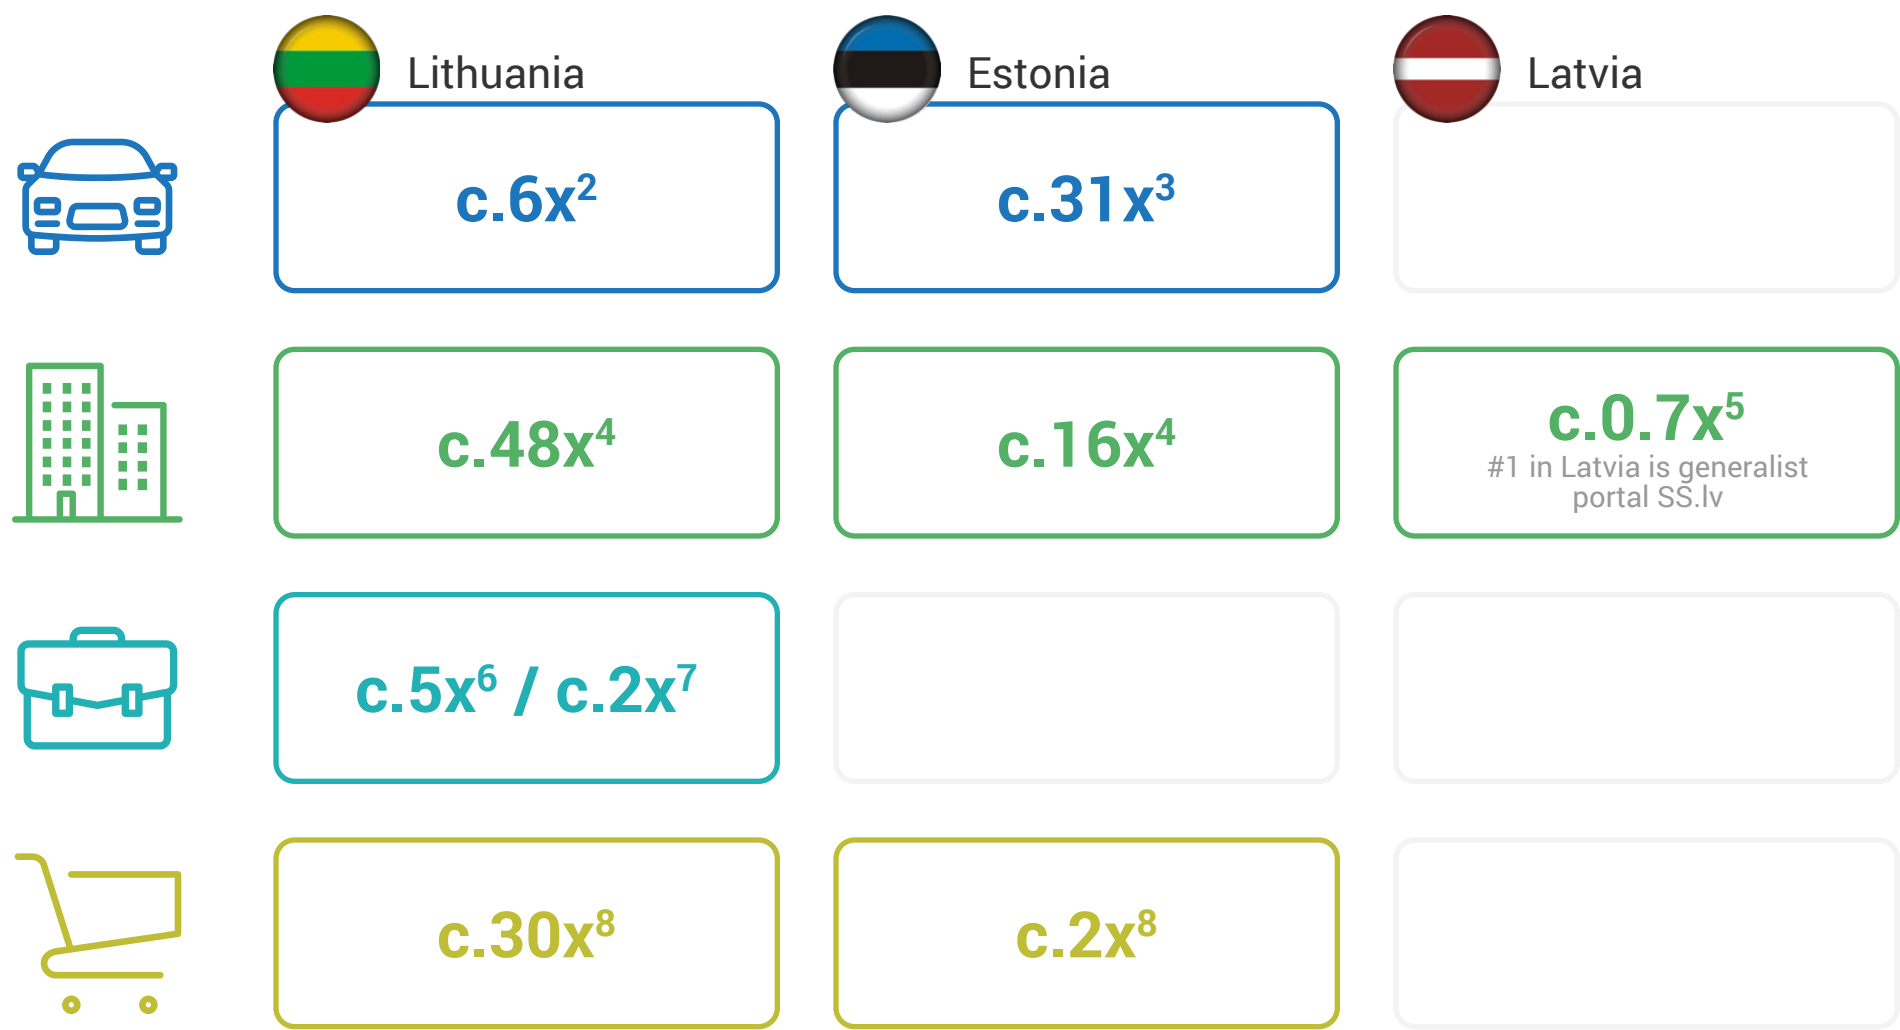 Lithuania
Estonia
Latvia
c.6x²
c.31x³
c.48x⁴
c.16x⁴
c.0.7x⁵
#1 in Latvia is generalist
portal SS.lv
c.5x⁶ / c.2x⁷
c.30x⁸
c.2x⁸